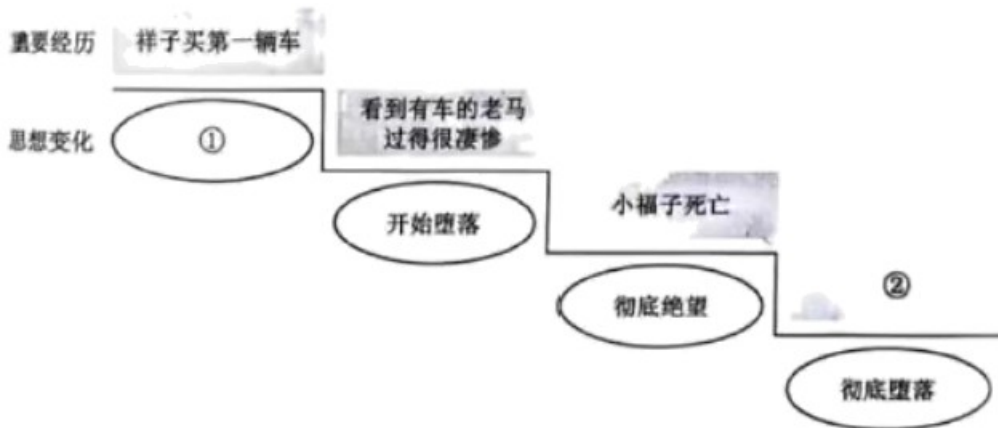 重要经历
祥子买第一辆车
思想变化
①
看到有车的老马
过得很凄惨
开始堕落
小福子死亡
彻底绝望
②
彻底堕落